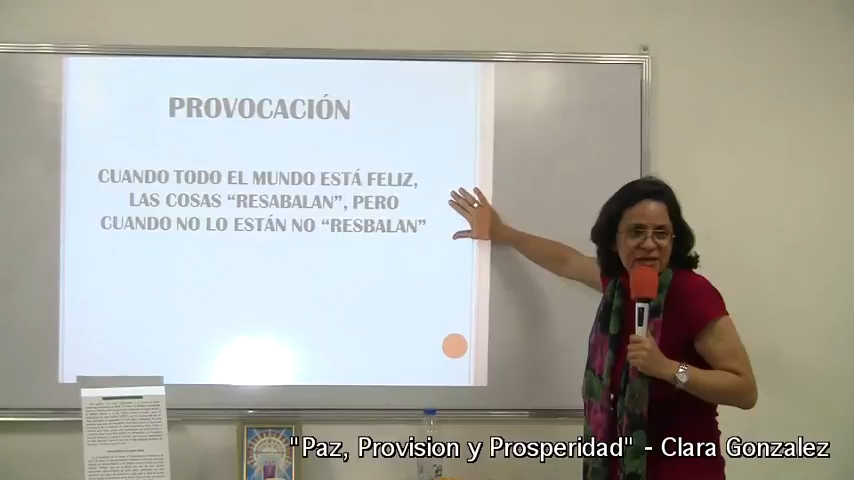 PROVOCACIÓN
CUANDO TODO EL MUNDO ESTÁ FELIZ,
LAS COSAS “RESABALAN”, PERO
CUANDO NO LO ESTÁN NO “RESBALAN”
"Paz, Provision y Prosperidad" - Clara Gonzalez